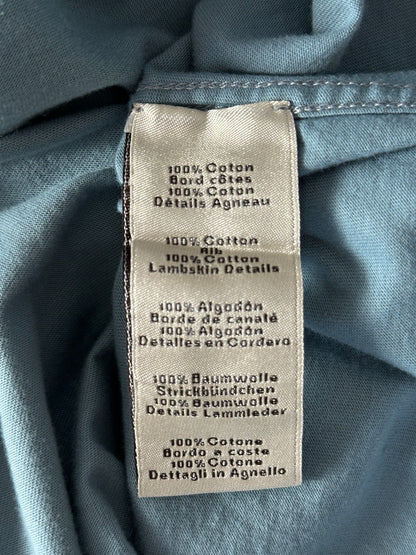 100% Coton
Bord côtes
100% Coton
Détails Agneau
100% Cotton
Rib
100% Cotton
Lambskin Details
100% Algodón
Borde de canalé
100% Algodón
Detalles en Cordero
100% Baumwolle
Strickbündchen
100% Baumwolle
Details Lammleder
100% Cotone
Bordo a coste
100% Cotone
Dettagli in Agnello